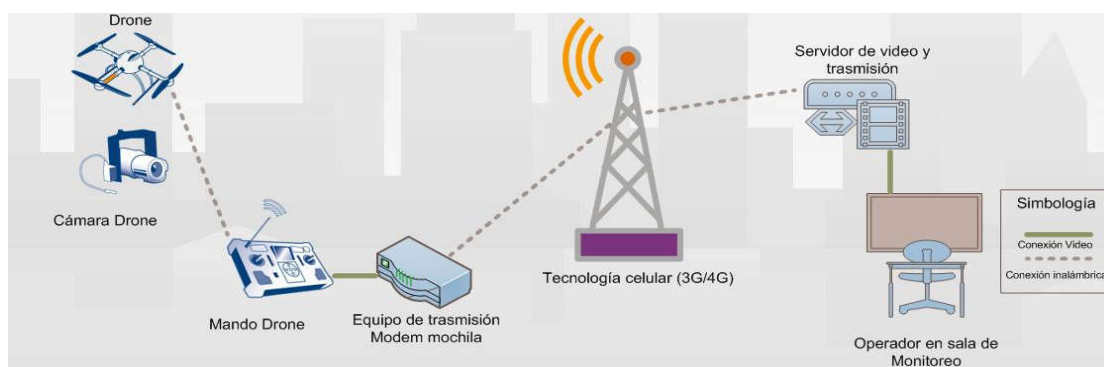 Drone
Cámara Drone
Mando Drone
Equipo de trasmisión
Modem mochila
Tecnología celular (3G/4G)
Servidor de video y
trasmisión
Operador en sala de
Monitoreo
Simbología
Conexión Video
Conexión inalámbrica